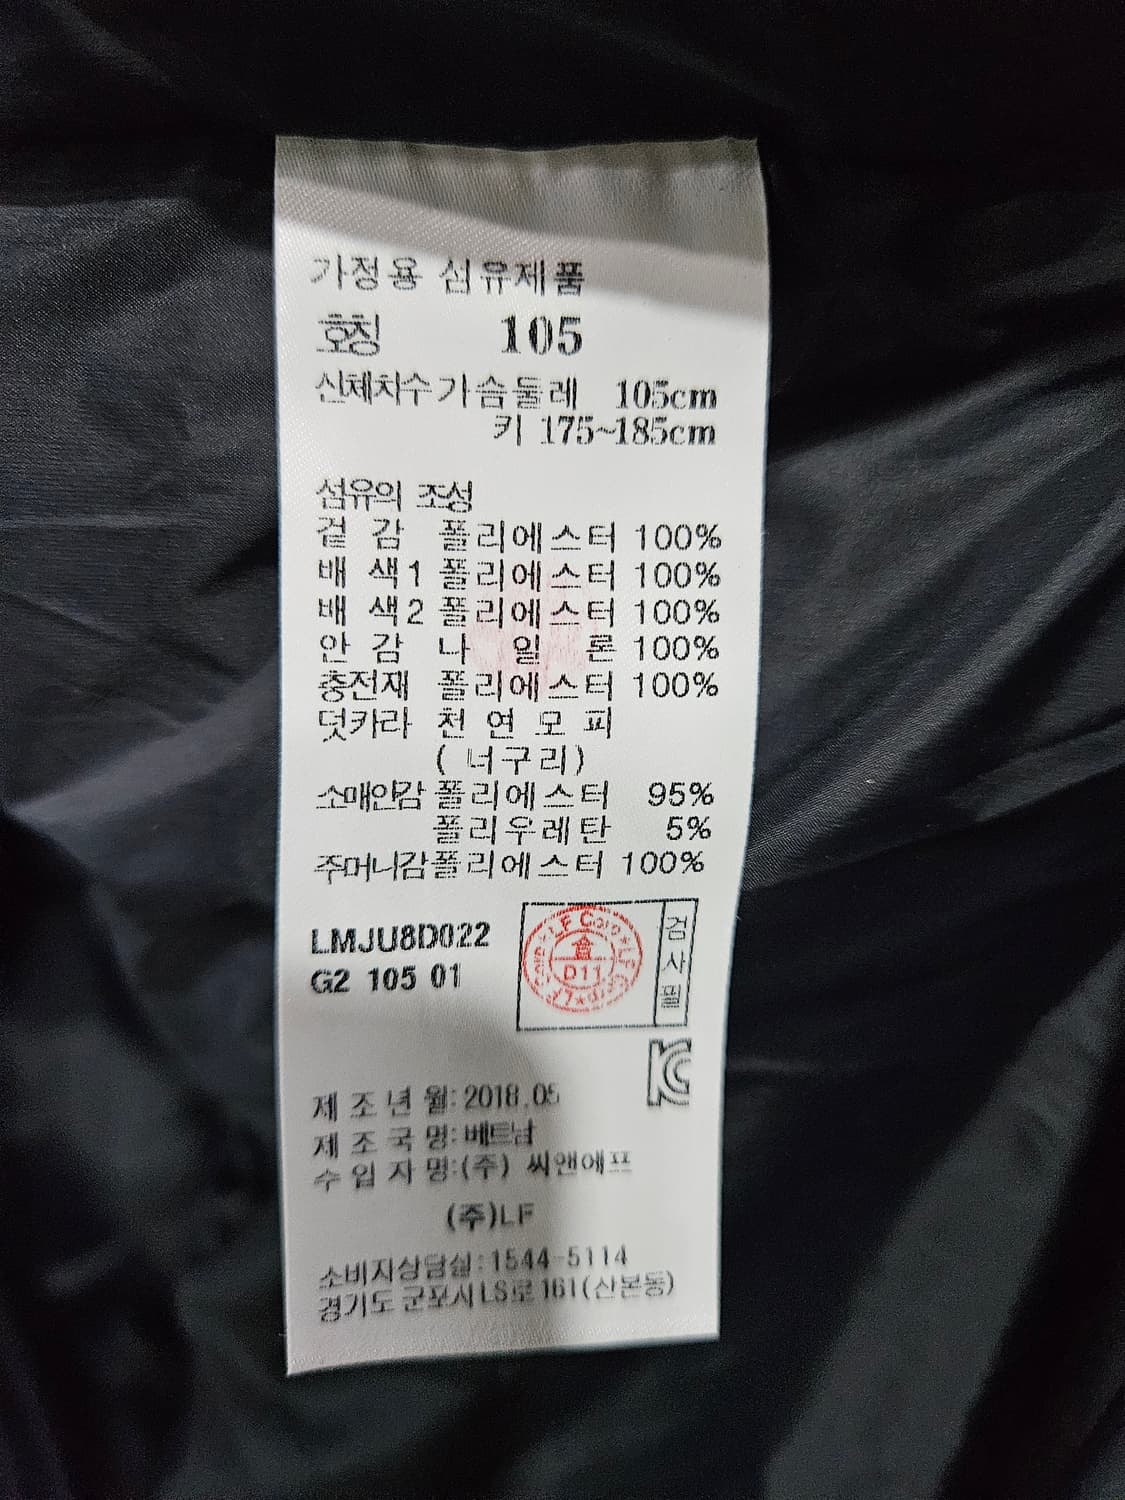 가정용 섬유제품
호칭 105
신체치수 가슴둘레 105cm
키 175~185cm
섬유의 조성
겉 감 폴리에스터 100%
배 색1 폴리에스터 100%
배 색2 폴리에스터 100%
안 감 나 일 론 100%
충전재 폴리에스터 100%
덧카라 천 연 모 피
( 너구리)
소매안감 폴리에스터 95%
폴리우레탄 5%
주머니감 폴리에스터 100%
LMJU8D022
G2 105 01
LF Corp★LF Corp★LF Corp★
D11
검사필
KC
제 조 년 월: 2018.05
제 조 국 명: 베트남
수 입 자 명:(주) 씨앤에프
(주)LF
소비자상담실:1544-5114
경기도 군포시 LS로 161(산본동)